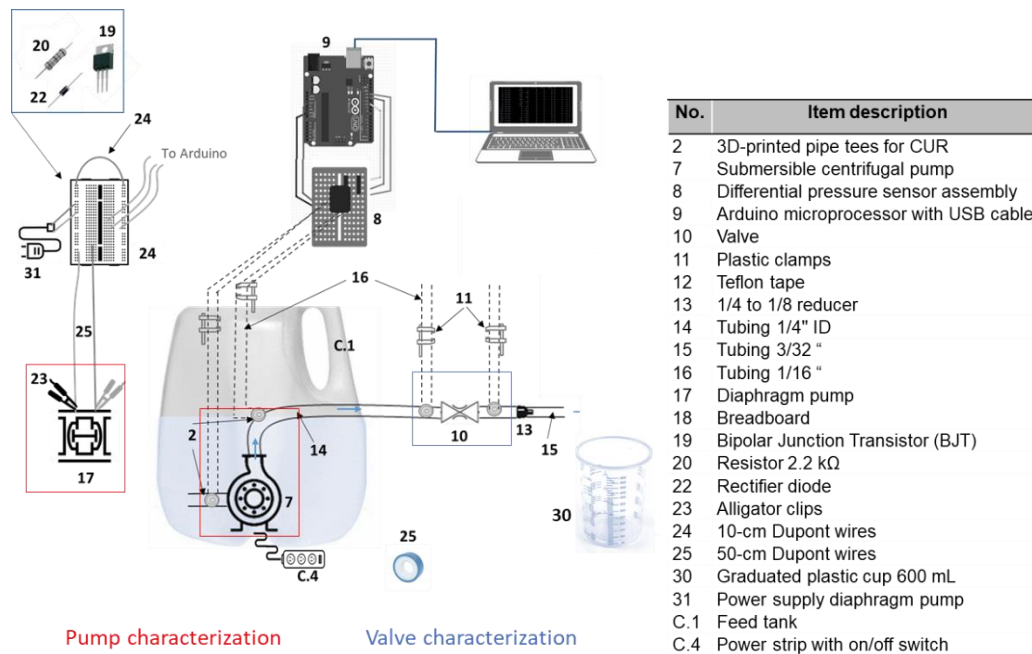 19
20
22
24
To Arduino
31
24
25
23
17
9
8
16
11
C.1
2
14
10
13
15
7
C.4
25
30
Pump characterization
Valve characterization
No. Item description
2 3D-printed pipe tees for CUR
7 Submersible centrifugal pump
8 Differential pressure sensor assembly
9 Arduino microprocessor with USB cable
10 Valve
11 Plastic clamps
12 Teflon tape
13 1/4 to 1/8 reducer
14 Tubing 1/4" ID
15 Tubing 3/32 “
16 Tubing 1/16 “
17 Diaphragm pump
18 Breadboard
19 Bipolar Junction Transistor (BJT)
20 Resistor 2.2 kΩ
22 Rectifier diode
23 Alligator clips
24 10-cm Dupont wires
25 50-cm Dupont wires
30 Graduated plastic cup 600 mL
31 Power supply diaphragm pump
C.1 Feed tank
C.4 Power strip with on/off switch